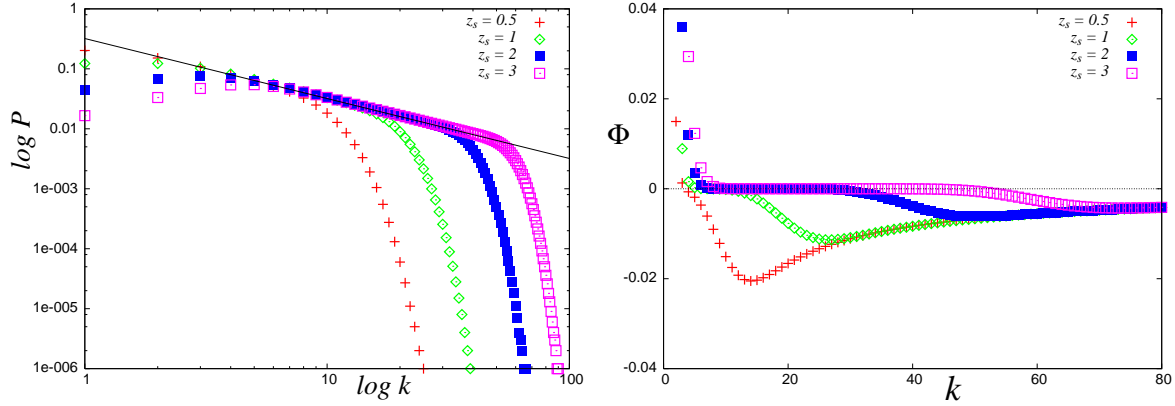 1
0.1
0.01
1e-003
1e-004
1e-005
1e-006
log P
1
10
100
log k
z_s = 0.5
z_s = 1
z_s = 2
z_s = 3
0.04
0.02
0
-0.02
-0.04
Φ
0
20
40
60
80
k
z_s = 0.5
z_s = 1
z_s = 2
z_s = 3